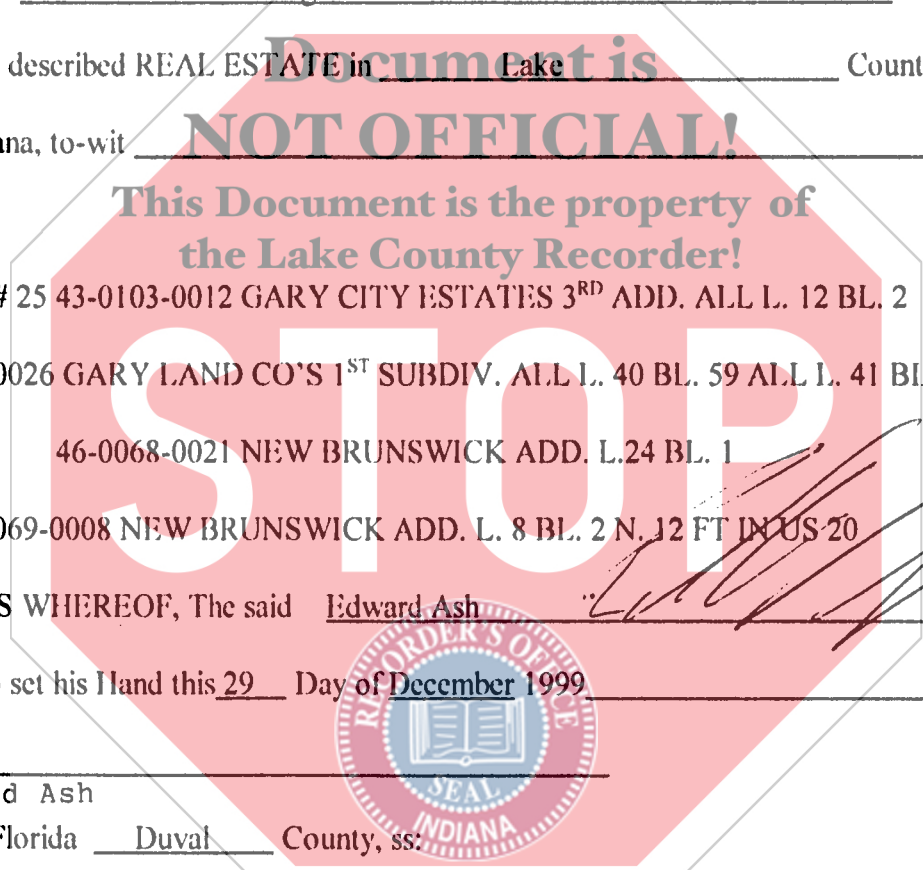 described REAL ESTATE in Lake Count
Document is
ana, to-wit
NOT OFFICIAL!
This Document is the property of
the Lake County Recorder!
# 25 43-0103-0012 GARY CITY ESTATES 3RD ADD. ALL L. 12 BL. 2
0026 GARY LAND CO'S 1ST SUBDIV. ALL L. 40 BL. 59 ALL L. 41 BL
STOP
46-0068-0021 NEW BRUNSWICK ADD. L.24 BL. 1
069-0008 NEW BRUNSWICK ADD. L. 8 BL. 2 N. 12 FT IN US 20
S WHEREOF, The said Edward Ash
set his Hand this 29 Day of December 1999
RECORDER'S OFFICE
SEAL
INDIANA
d Ash
Florida Duval County, ss: